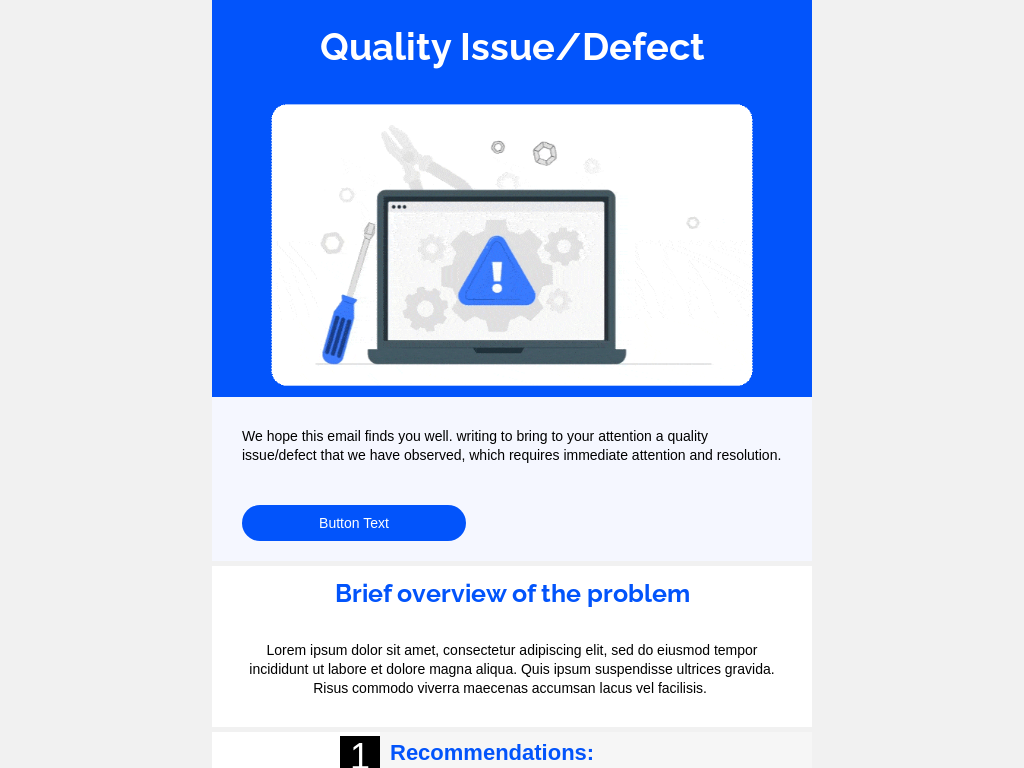 Quality Issue/Defect
!
We hope this email finds you well. writing to bring to your attention a quality
issue/defect that we have observed, which requires immediate attention and resolution.
Button Text
Brief overview of the problem
Lorem ipsum dolor sit amet, consectetur adipiscing elit, sed do eiusmod tempor
incididunt ut labore et dolore magna aliqua. Quis ipsum suspendisse ultrices gravida.
Risus commodo viverra maecenas accumsan lacus vel facilisis.
1 Recommendations: